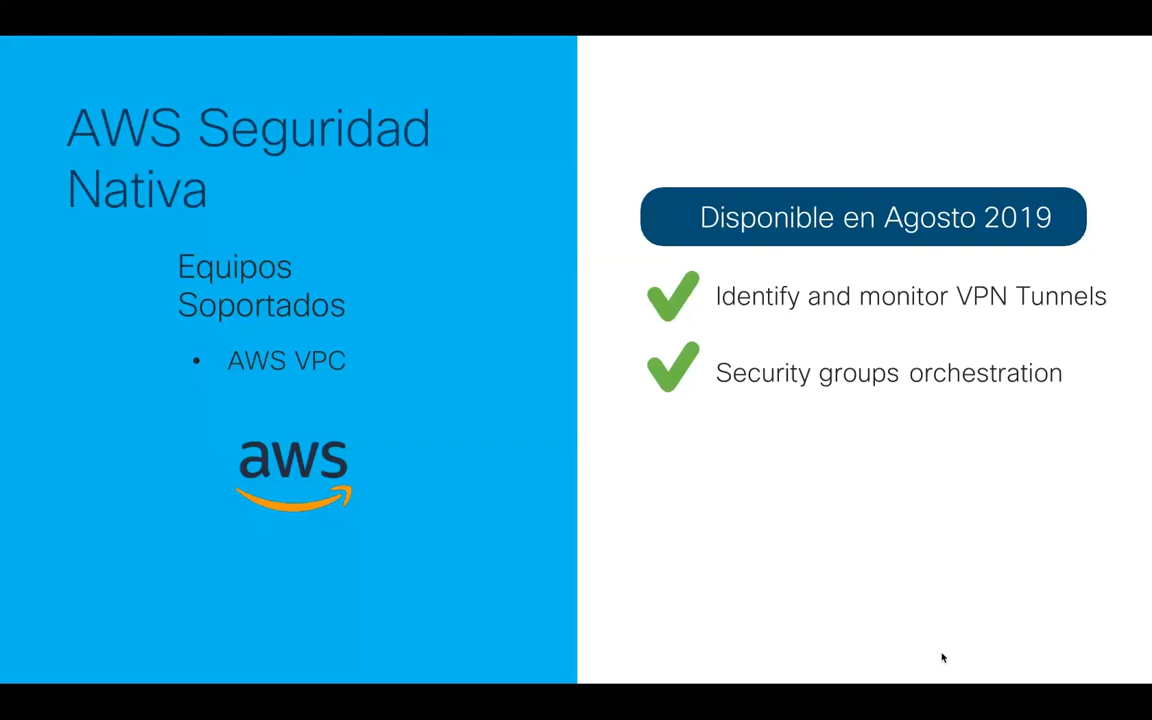 AWS Seguridad
Nativa
Equipos
Soportados
• AWS VPC
aws
Disponible en Agosto 2019
Identify and monitor VPN Tunnels
Security groups orchestration